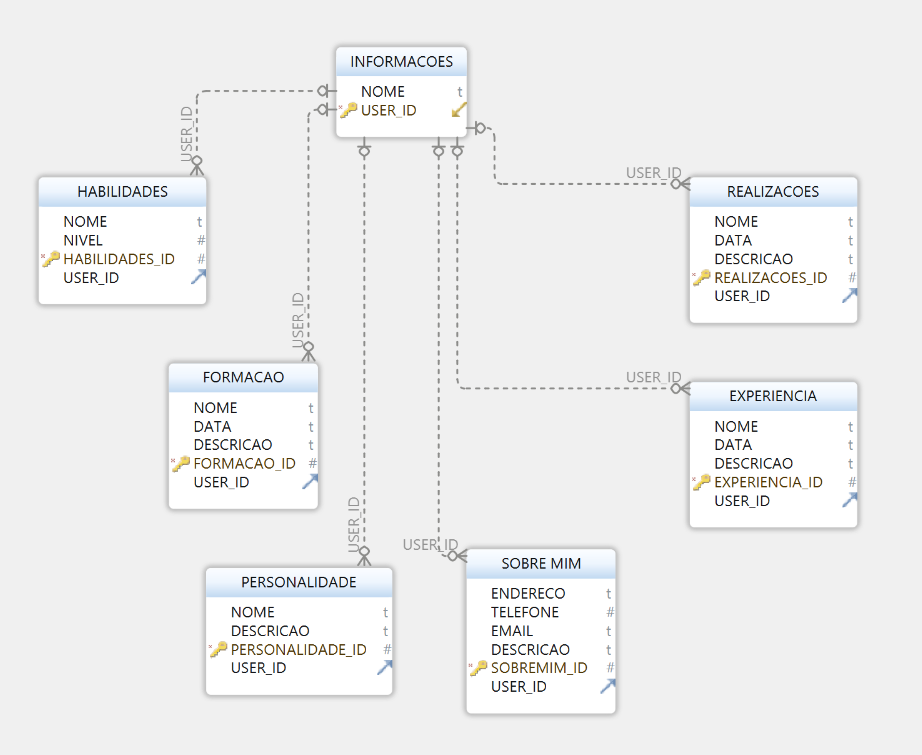 USER_ID
INFORMACOES
NOME t
USER_ID
USER_ID
HABILIDADES
NOME t
NIVEL #
HABILIDADES_ID #
USER_ID
USER_ID
REALIZACOES
NOME t
DATA t
DESCRICAO t
REALIZACOES_ID #
USER_ID
USER_ID
FORMACAO
NOME t
DATA t
DESCRICAO t
FORMACAO_ID #
USER_ID
USER_ID
EXPERIENCIA
NOME t
DATA t
DESCRICAO t
EXPERIENCIA_ID #
USER_ID
USER_ID
PERSONALIDADE
NOME t
DESCRICAO t
PERSONALIDADE_ID #
USER_ID
USER_ID
SOBRE MIM
ENDERECO t
TELEFONE #
EMAIL t
DESCRICAO t
SOBREMIM_ID #
USER_ID